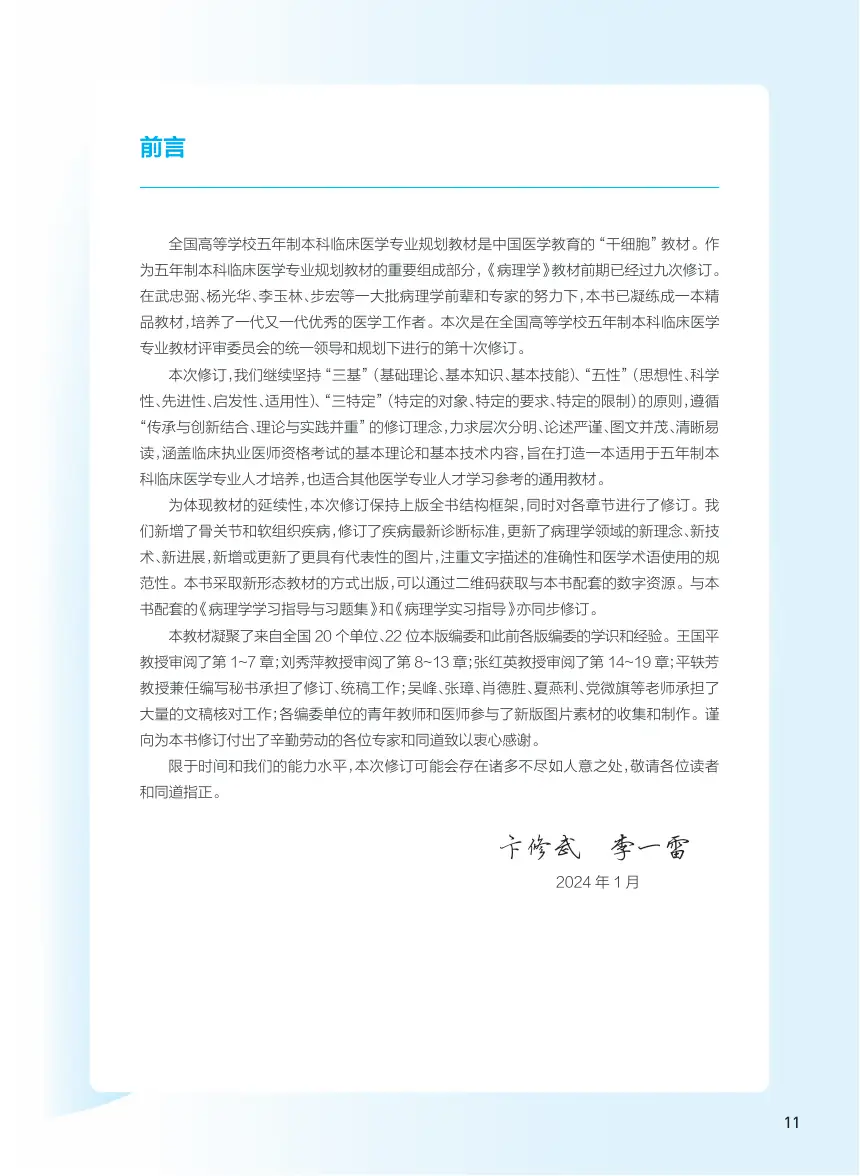 前言
全国高等学校五年制本科临床医学专业规划教材是中国医学教育的“干细胞”教材。作
为五年制本科临床医学专业规划教材的重要组成部分，《病理学》教材前期已经过九次修订。
在武忠弼、杨光华、李玉林、步宏等一大批病理学前辈和专家的努力下，本书已凝练成一本精
品教材，培养了一代又一代优秀的医学工作者。本次是在全国高等学校五年制本科临床医学
专业教材评审委员会的统一领导和规划下进行的第十次修订。
本次修订，我们继续坚持“三基”（基础理论、基本知识、基本技能）、“五性”（思想性、科学
性、先进性、启发性、适用性）、“三特定”（特定的对象、特定的要求、特定的限制）的原则，遵循
“传承与创新结合、理论与实践并重”的修订理念，力求层次分明、论述严谨、图文并茂、清晰易
读，涵盖临床执业医师资格考试的基本理论和基本技术内容，旨在打造一本适用于五年制本
科临床医学专业人才培养，也适合其他医学专业人才学习参考的通用教材。
为体现教材的延续性，本次修订保持上版全书结构框架，同时对各章节进行了修订。我
们新增了骨关节和软组织疾病，修订了疾病最新诊断标准，更新了病理学领域的新理念、新技
术、新进展，新增或更新了更具有代表性的图片，注重文字描述的准确性和医学术语使用的规
范性。本书采取新形态教材的方式出版，可以通过二维码获取与本书配套的数字资源。与本
书配套的《病理学学习指导与习题集》和《病理学实习指导》亦同步修订。
本教材凝聚了来自全国 20 个单位、22 位本版编委和此前各版编委的学识和经验。王国平
教授审阅了第 1~7 章；刘秀萍教授审阅了第 8~13 章；张红英教授审阅了第 14~19 章；平轶芳
教授兼任编写秘书承担了修订、统稿工作；吴峰、张璋、肖德胜、夏燕利、党微旗等老师承担了
大量的文稿核对工作；各编委单位的青年教师和医师参与了新版图片素材的收集和制作。谨
向为本书修订付出了辛勤劳动的各位专家和同道致以衷心感谢。
限于时间和我们的能力水平，本次修订可能会存在诸多不尽如人意之处，敬请各位读者
和同道指正。
卞修武　李一雷
2024 年 1 月
11